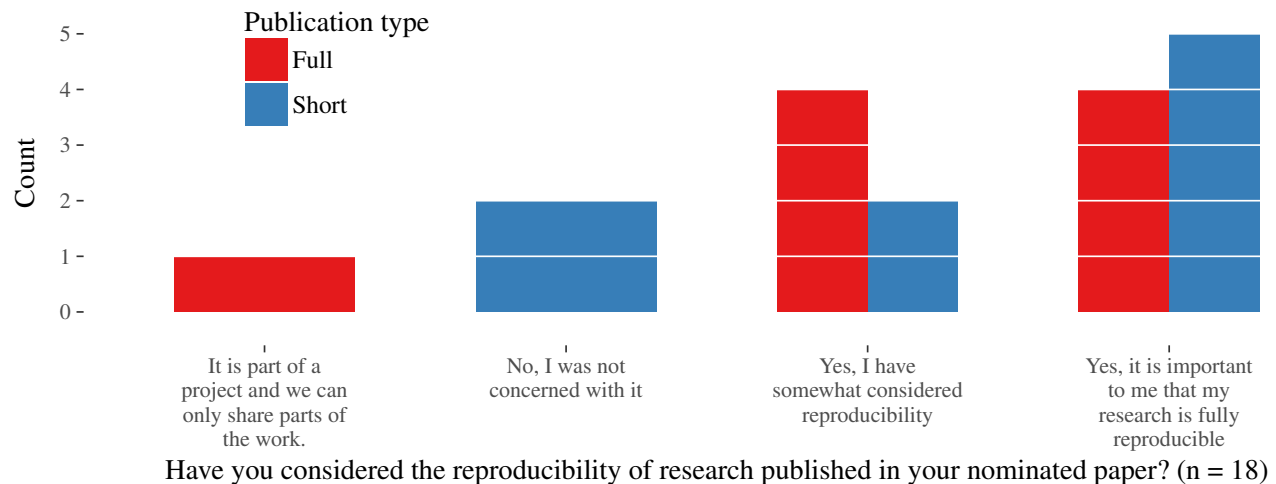 Publication type
Full
Short
Count
5
4
3
2
1
0
It is part of a
project and we can
only share parts of
the work.
No, I was not
concerned with it
Yes, I have
somewhat considered
reproducibility
Yes, it is important
to me that my
research is fully
reproducible
Have you considered the reproducibility of research published in your nominated paper? (n = 18)